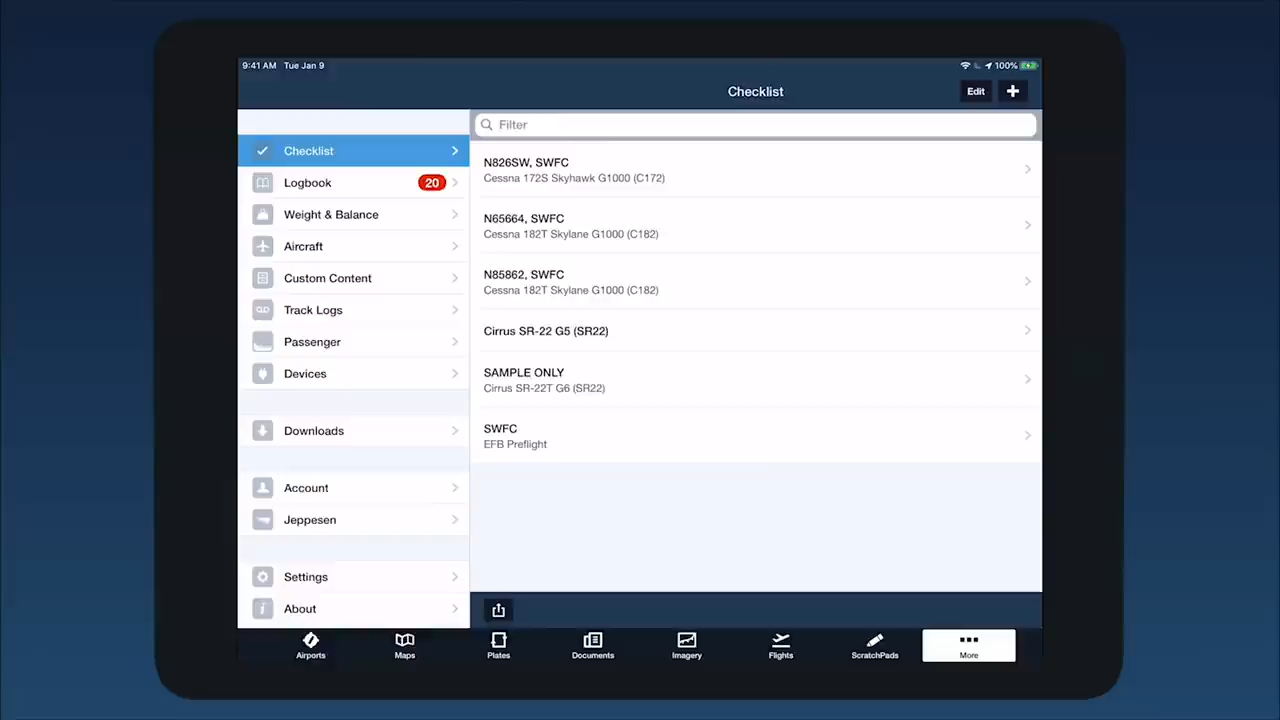 9:41 AM Tue Jan 9
100%
Checklist
Edit
Filter
Checklist
Logbook
20
Weight & Balance
Aircraft
Custom Content
Track Logs
Passenger
Devices
Downloads
Account
Jeppesen
Settings
About
N826SW, SWFC
Cessna 172S Skyhawk G1000 (C172)
N65664, SWFC
Cessna 182T Skylane G1000 (C182)
N85862, SWFC
Cessna 182T Skylane G1000 (C182)
Cirrus SR-22 G5 (SR22)
SAMPLE ONLY
Cirrus SR-22T G6 (SR22)
SWFC
EFB Preflight
Airports
Maps
Plates
Documents
Imagery
Flights
ScratchPads
More